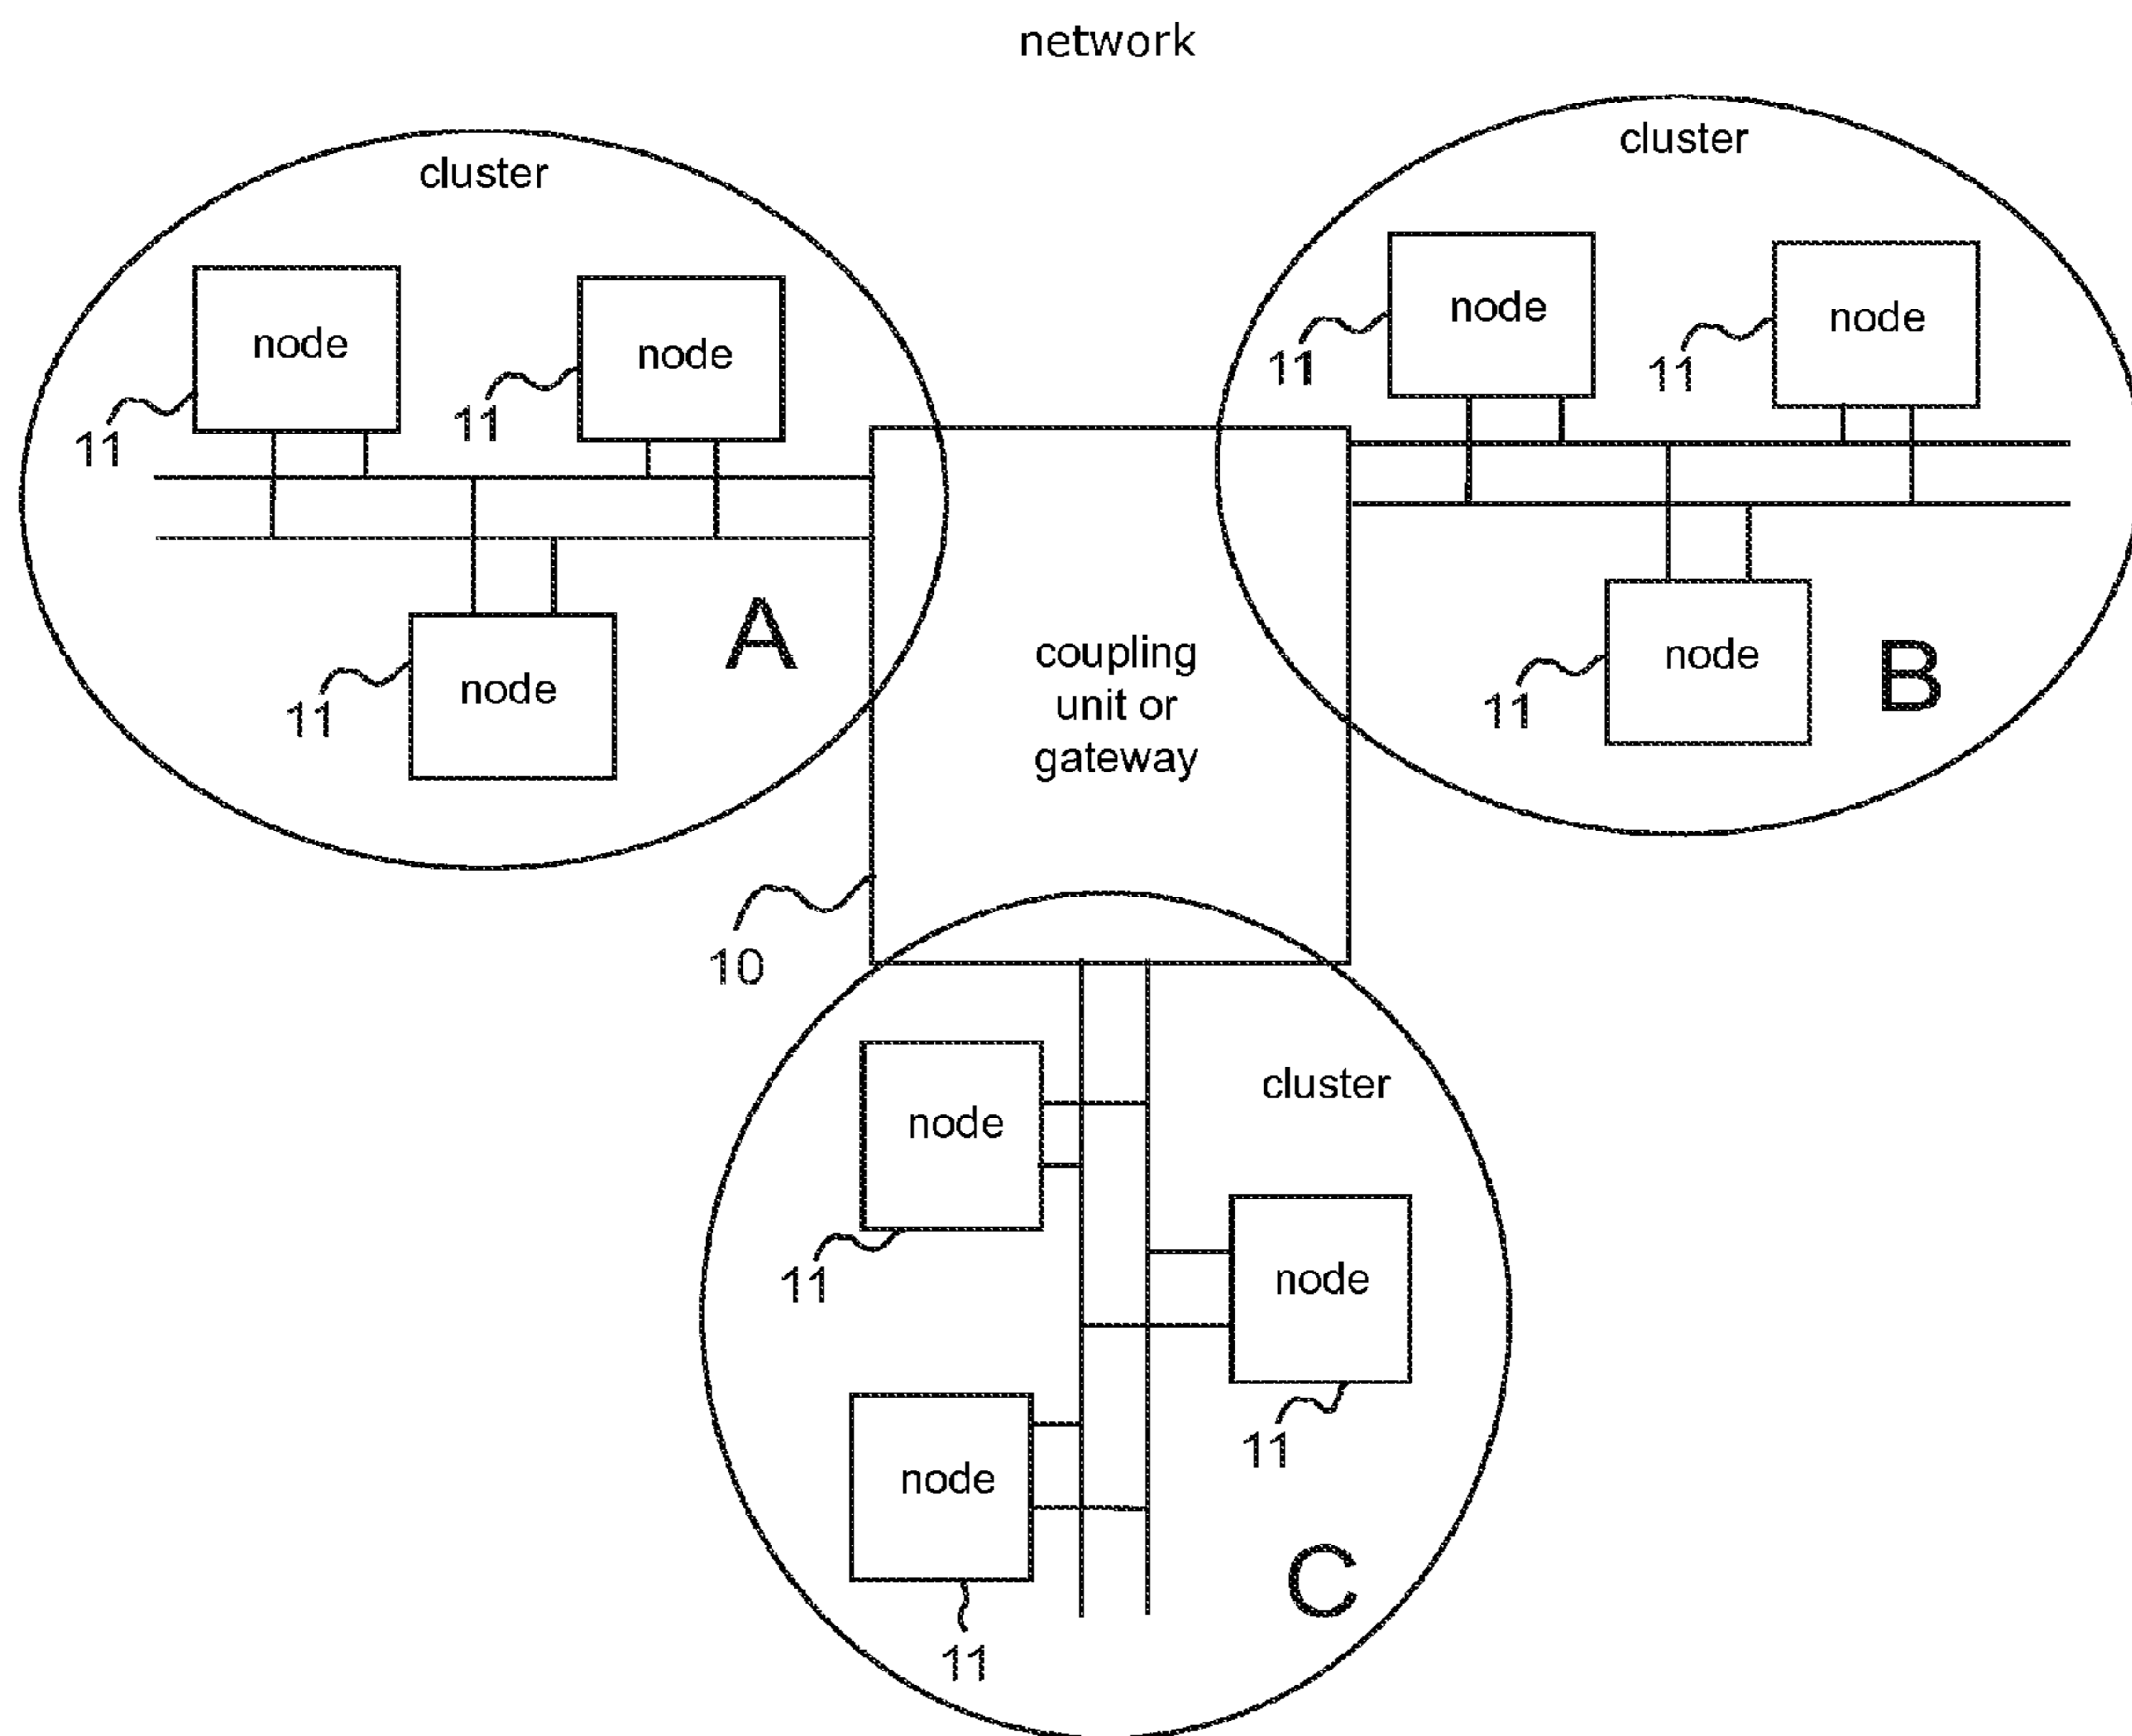 network
cluster
node
node
11
11
node
11
A
cluster
node
node
11
11
node
11
B
coupling
unit or
gateway
10
cluster
node
11
node
11
node
11
C